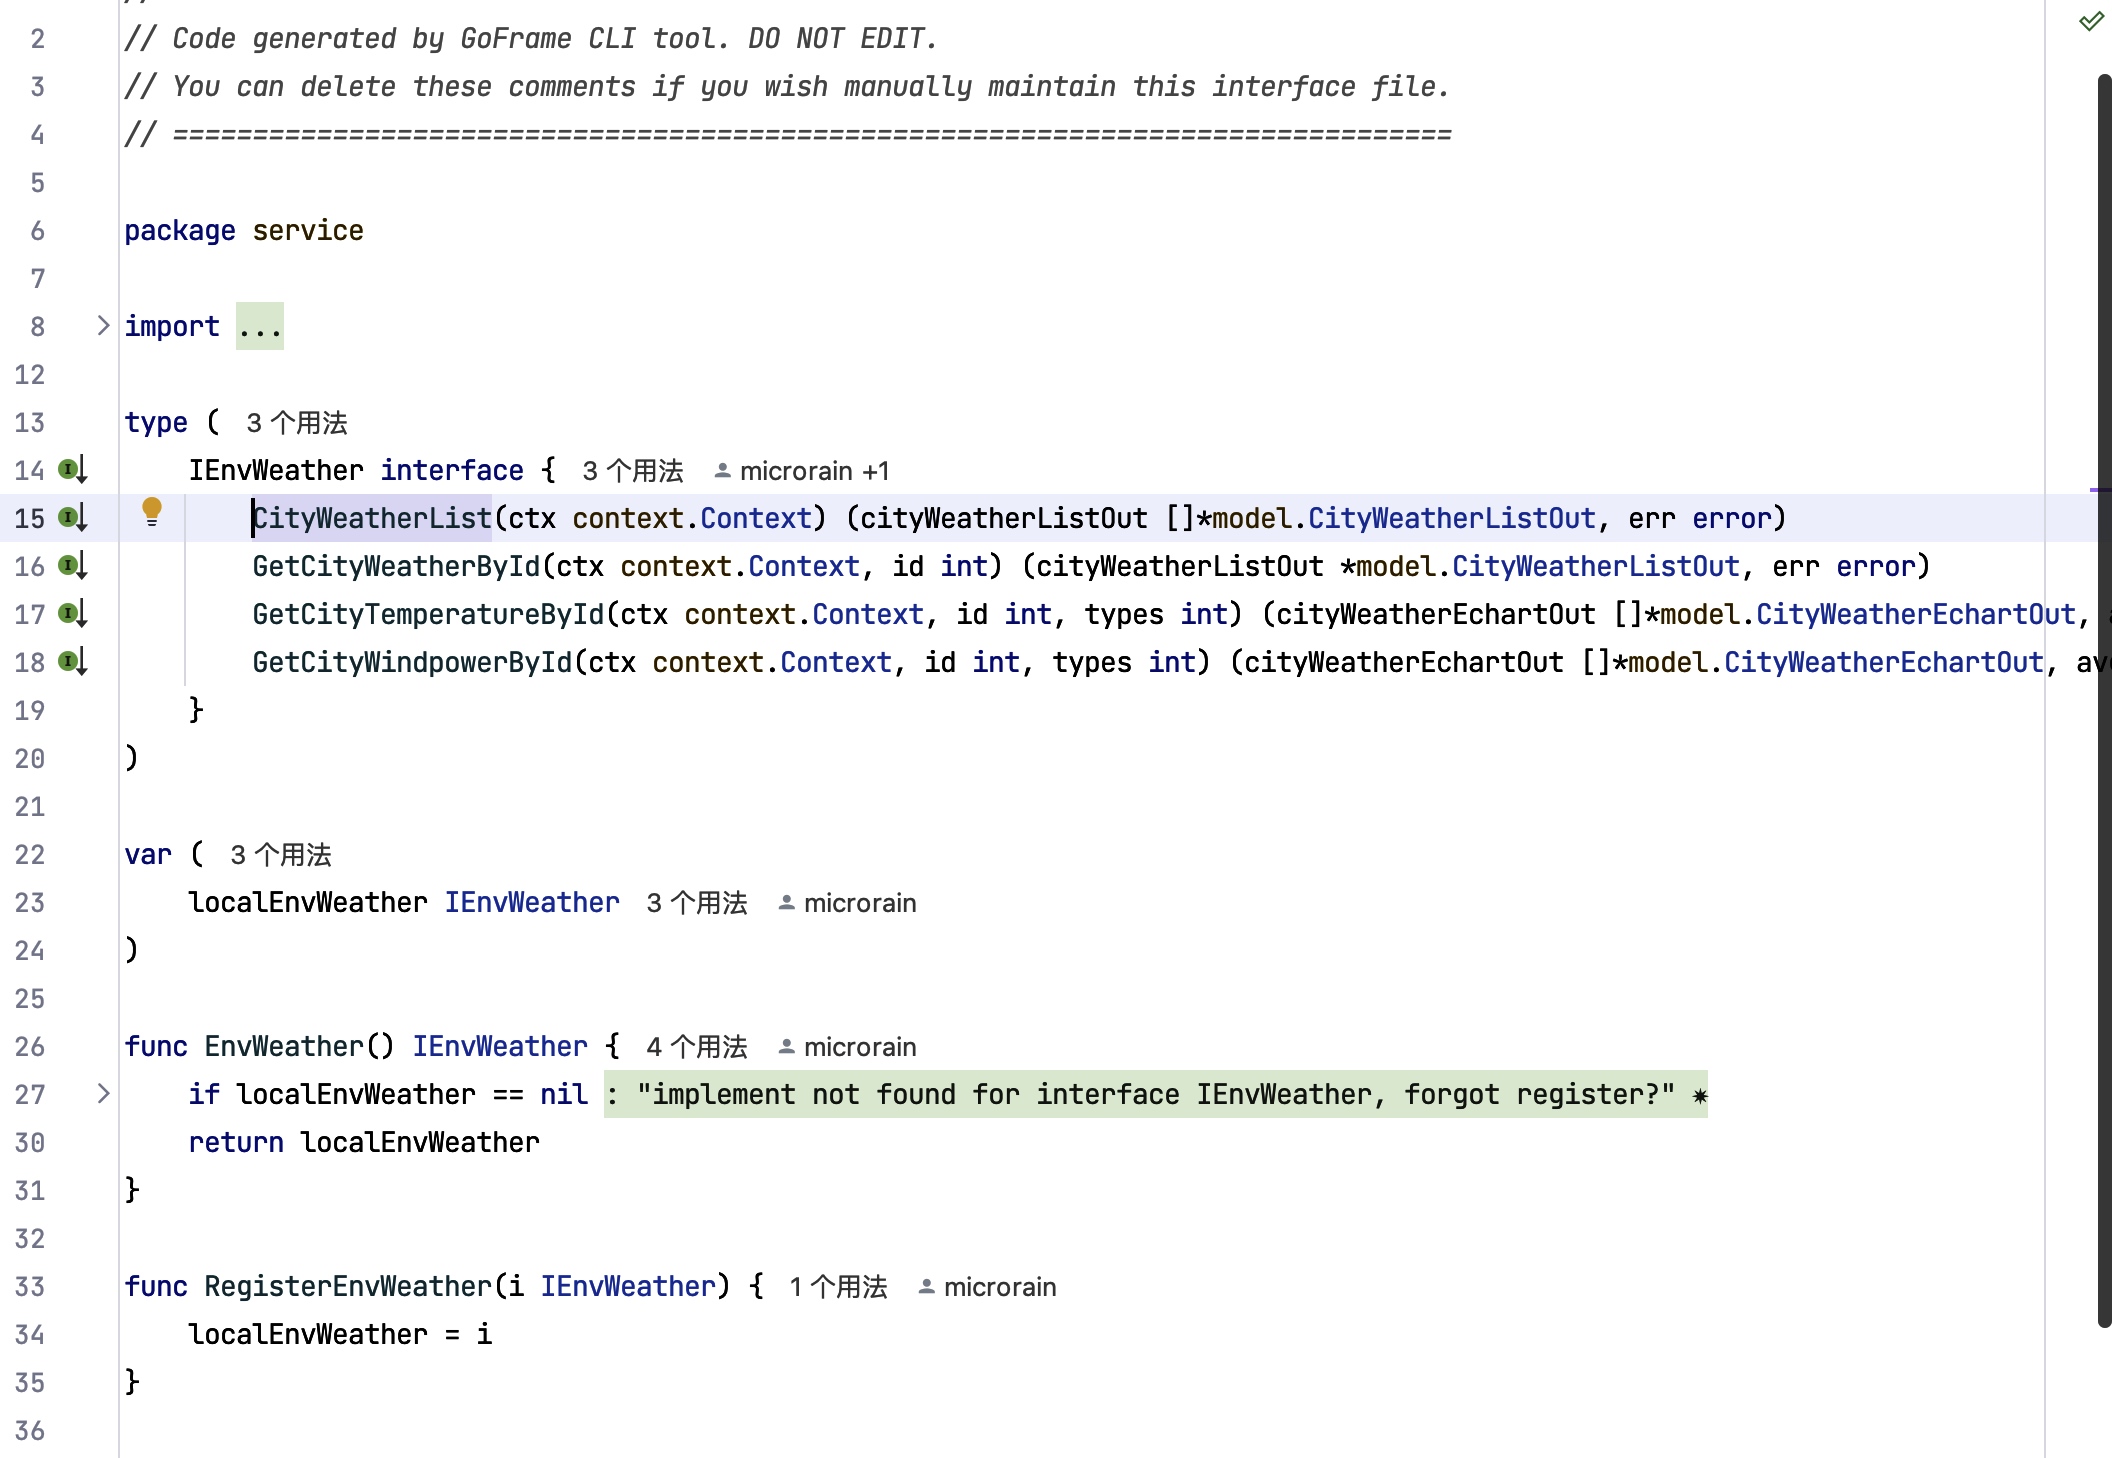 2 // Code generated by GoFrame CLI tool. DO NOT EDIT.
3 // You can delete these comments if you wish manually maintain this interface file.
4 // ================================================================================
5
6 package service
7
8 import ...
12
13 type ( 3 个用法
14 IEnvWeather interface { 3 个用法 microrain +1
15 CityWeatherList(ctx context.Context) (cityWeatherListOut []*model.CityWeatherListOut, err error)
16 GetCityWeatherById(ctx context.Context, id int) (cityWeatherListOut *model.CityWeatherListOut, err error)
17 GetCityTemperatureById(ctx context.Context, id int, types int) (cityWeatherEchartOut []*model.CityWeatherEchartOut,
18 GetCityWindpowerById(ctx context.Context, id int, types int) (cityWeatherEchartOut []*model.CityWeatherEchartOut,
19 }
20 )
21
22 var ( 3 个用法
23 localEnvWeather IEnvWeather 3 个用法 microrain
24 )
25
26 func EnvWeather() IEnvWeather { 4 个用法 microrain
27 if localEnvWeather == nil : "implement not found for interface IEnvWeather, forgot register?"
30 return localEnvWeather
31 }
32
33 func RegisterEnvWeather(i IEnvWeather) { 1 个用法 microrain
34 localEnvWeather = i
35 }
36